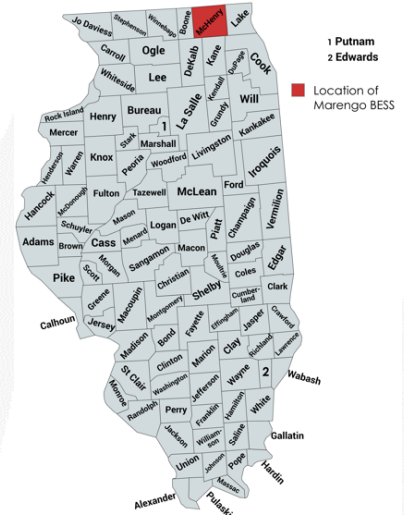 Jo Daviess
Stephenson
Winnebago
Boone
McHenry
Lake
Carroll
Ogle
DeKalb
Kane
DuPage
Cook
1 Putnam
2 Edwards
Whiteside
Lee
Kendall
Will
Location of
Marengo BESS
Rock Island
Henry
Bureau
La Salle
Grundy
Mercer
1
Kankakee
Stark
Marshall
Henderson
Warren
Knox
Peoria
Woodford
Livingston
Iroquois
Hancock
McDonough
Fulton
Tazewell
McLean
Ford
Schuyler
Mason
Logan
De Witt
Piatt
Champaign
Vermilion
Adams
Brown
Cass
Menard
Sangamon
Macon
Douglas
Edgar
Pike
Scott
Morgan
Christian
Moultrie
Coles
Shelby
Cumber-
land
Clark
Calhoun
Greene
Jersey
Macoupin
Montgomery
Fayette
Effingham
Jasper
Crawford
Madison
Bond
Clay
Richland
Lawrence
St Clair
Clinton
Marion
Wayne
2
Wabash
Monroe
Washington
Jefferson
Randolph
Perry
Franklin
Hamilton
White
Jackson
William-
son
Saline
Gallatin
Union
Johnson
Pope
Hardin
Alexander
Pulaski
Massac